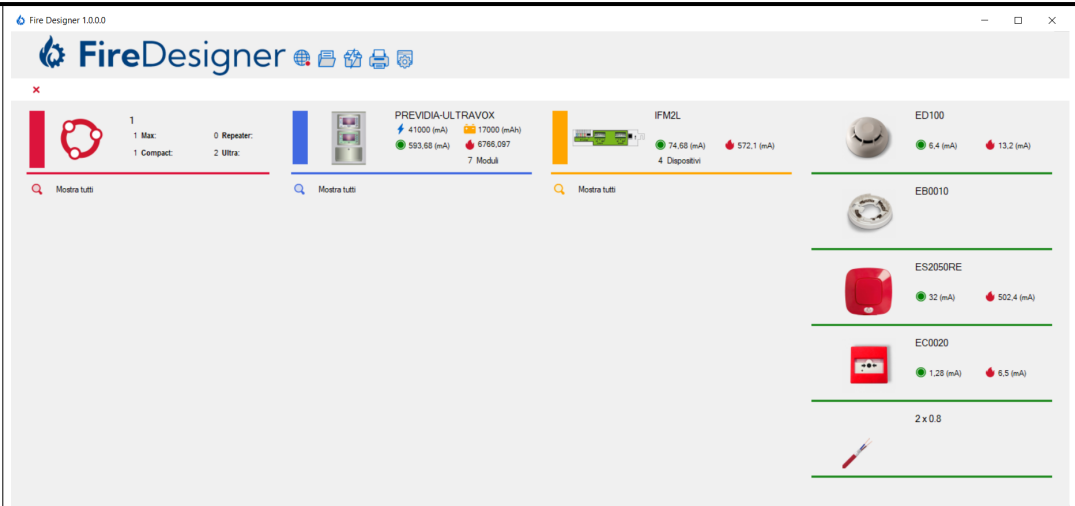 Fire Designer 1.0.0.0
FireDesigner
1
1 Max: 0 Repeater:
1 Compact: 2 Ultra:
Mostra tutti
PREVIDIA-ULTRAVOX
41000 (mA) 17000 (mAh)
593,68 (mA) 6766,097
7 Moduli
Mostra tutti
IFM2L
74,68 (mA) 572,1 (mA)
4 Dispositivi
Mostra tutti
ED100
6,4 (mA) 13,2 (mA)
EB0010
ES2050RE
32 (mA) 502,4 (mA)
EC0020
1,28 (mA) 6,5 (mA)
2 x 0.8